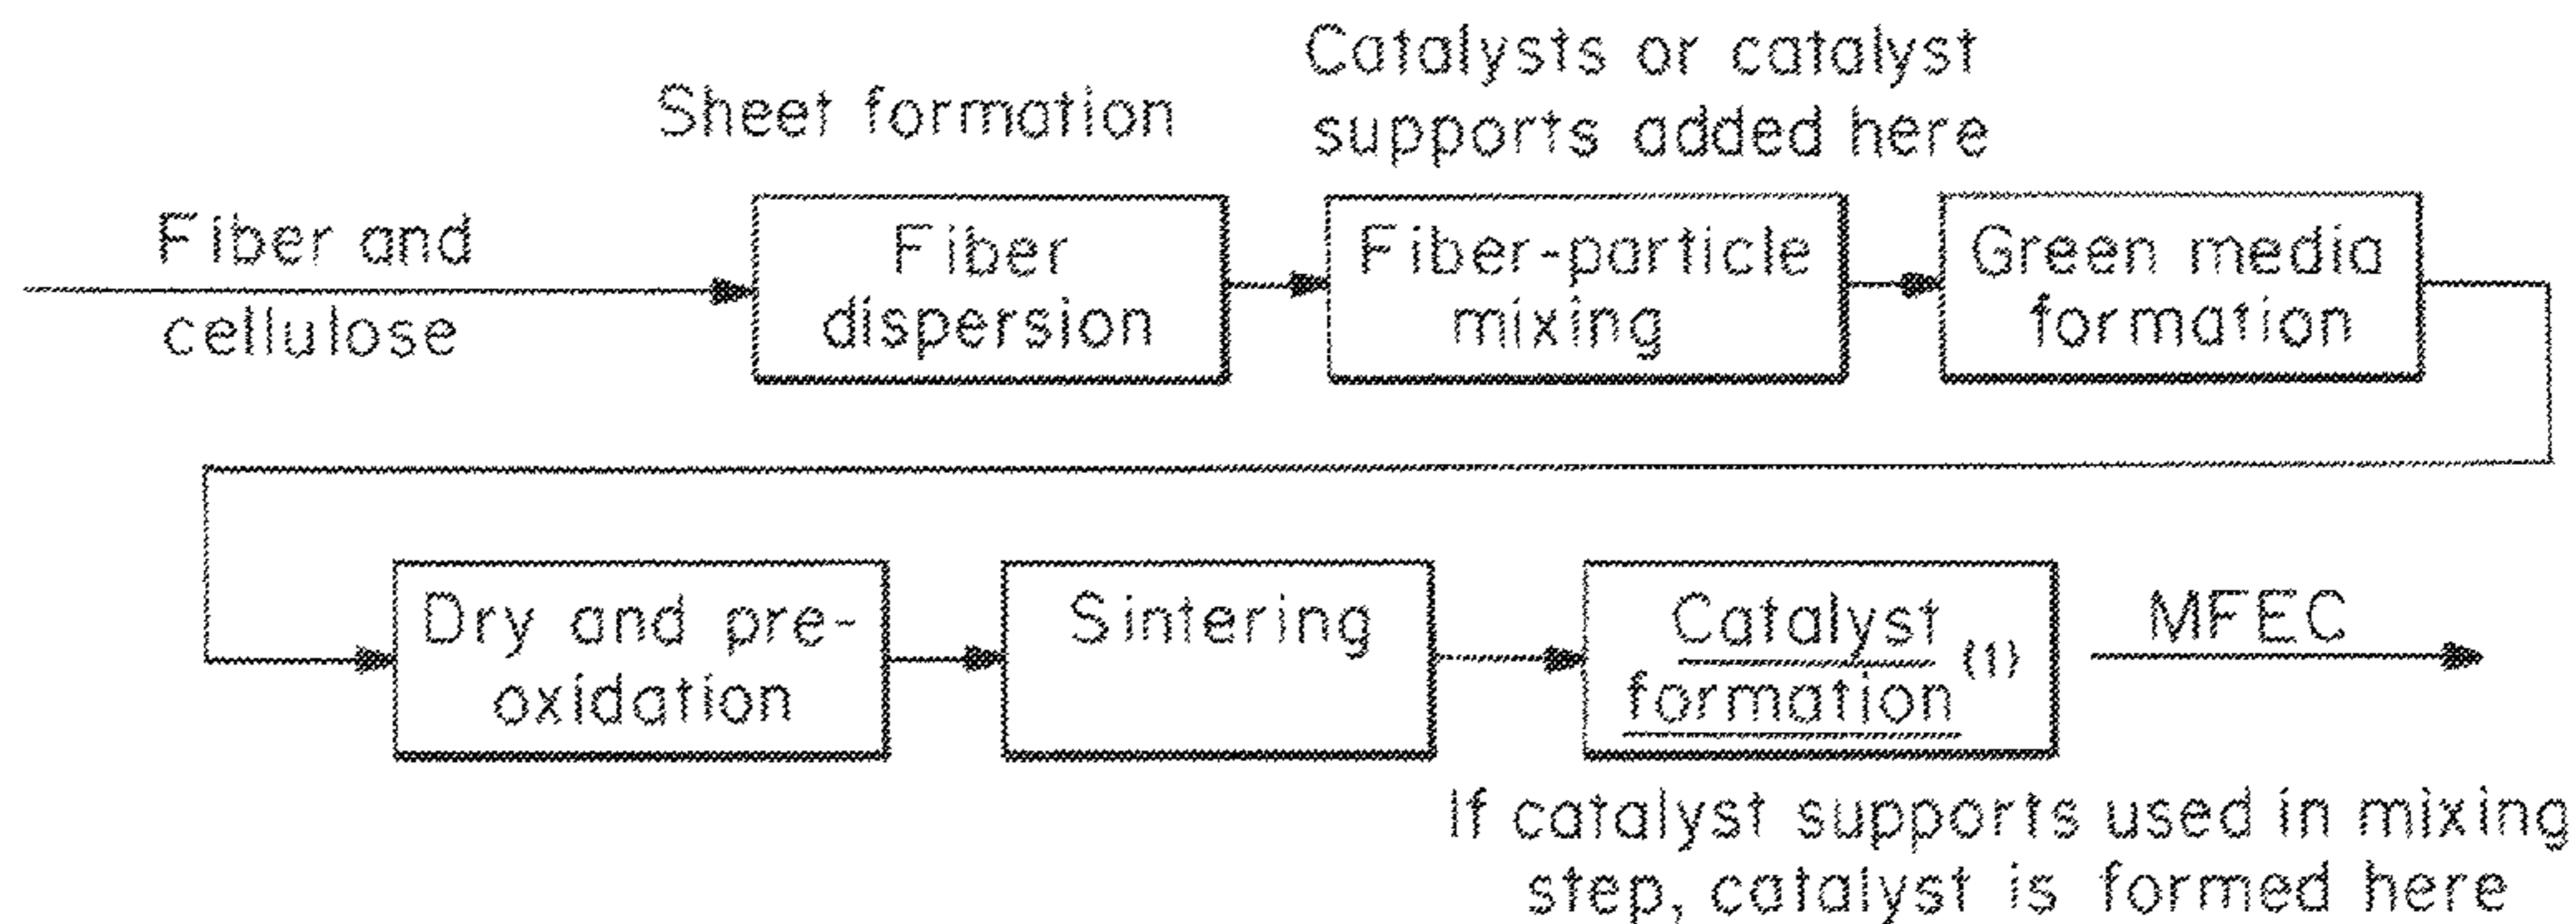 Sheet formation
Catalysts or catalyst
supports added here
Fiber and
cellulose
Fiber
dispersion
Fiber-particle
mixing
Green media
formation
Dry and pre-
oxidation
Sintering
Catalyst
formation (1)
MFEC
If catalyst supports used in mixing
step, catalyst is formed here